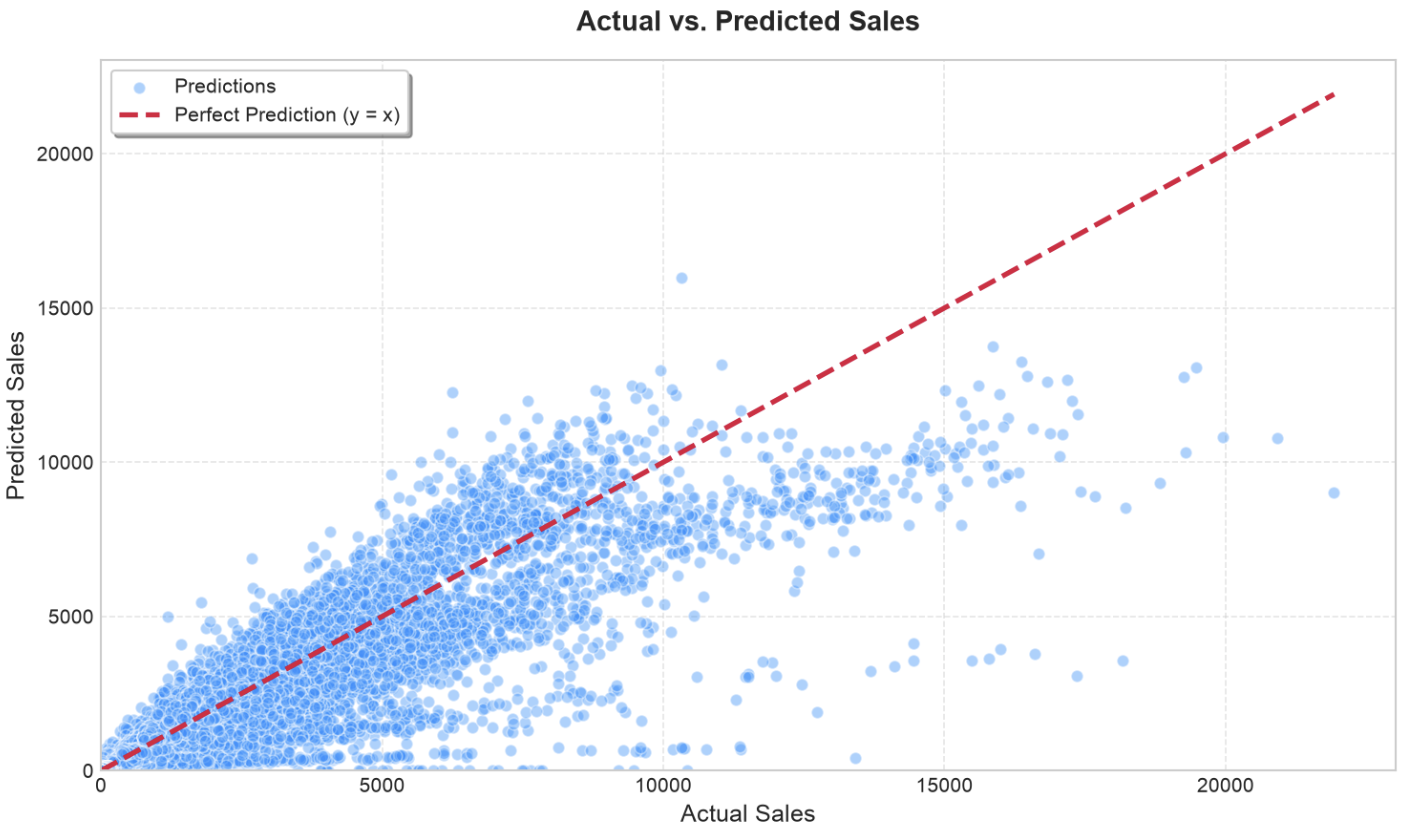 Actual vs. Predicted Sales
Predictions
Perfect Prediction (y = x)
20000
15000
10000
5000
0
Predicted Sales
0 5000 10000 15000 20000
Actual Sales